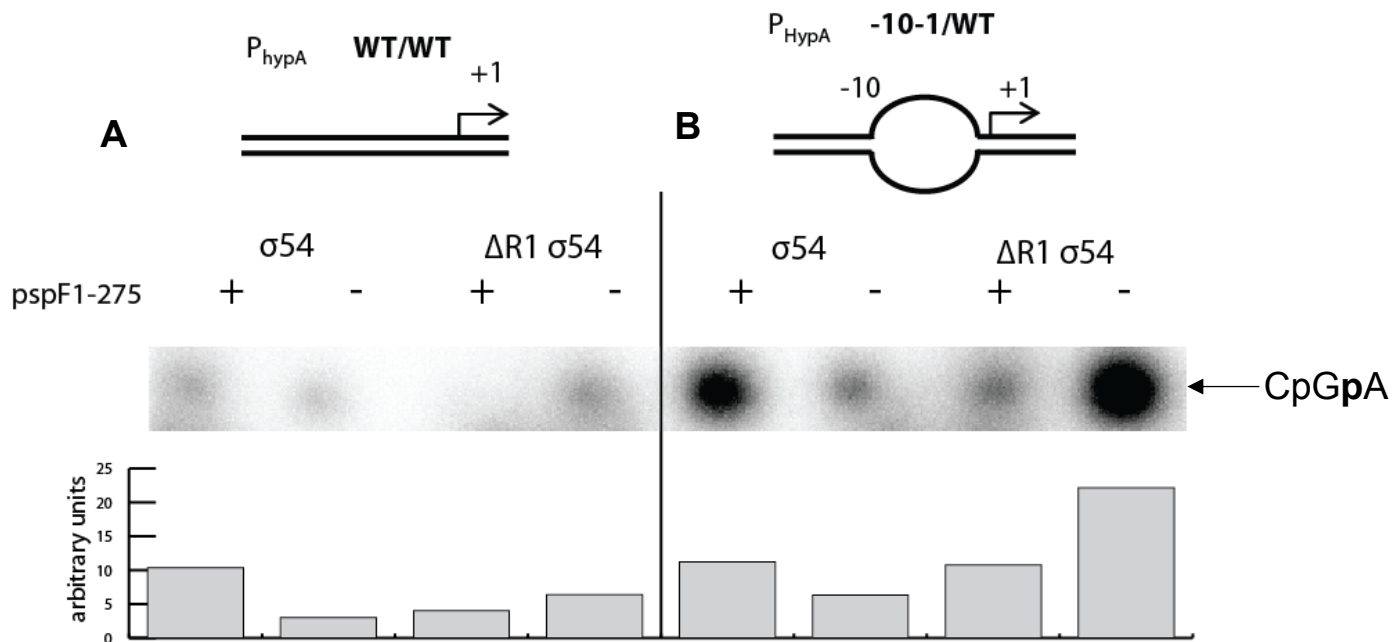 P_hypA WT/WT
+1
A
P_HypA -10-1/WT
-10 +1
B
σ54 ΔR1 σ54 σ54 ΔR1 σ54
pspF1-275 + - + - + - + -
CpGpA
arbitrary units
25
20
15
10
5
0